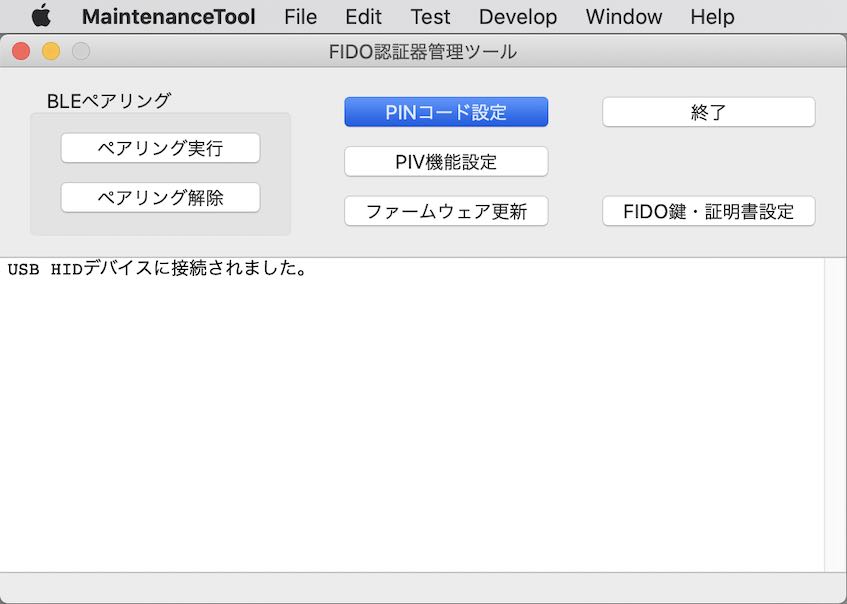 MaintenanceTool File Edit Test Develop Window Help
FIDO認証器管理ツール
BLEペアリング
ペアリング実行
ペアリング解除
PINコード設定
PIV機能設定
ファームウェア更新
終了
FIDO鍵・証明書設定
USB HIDデバイスに接続されました。